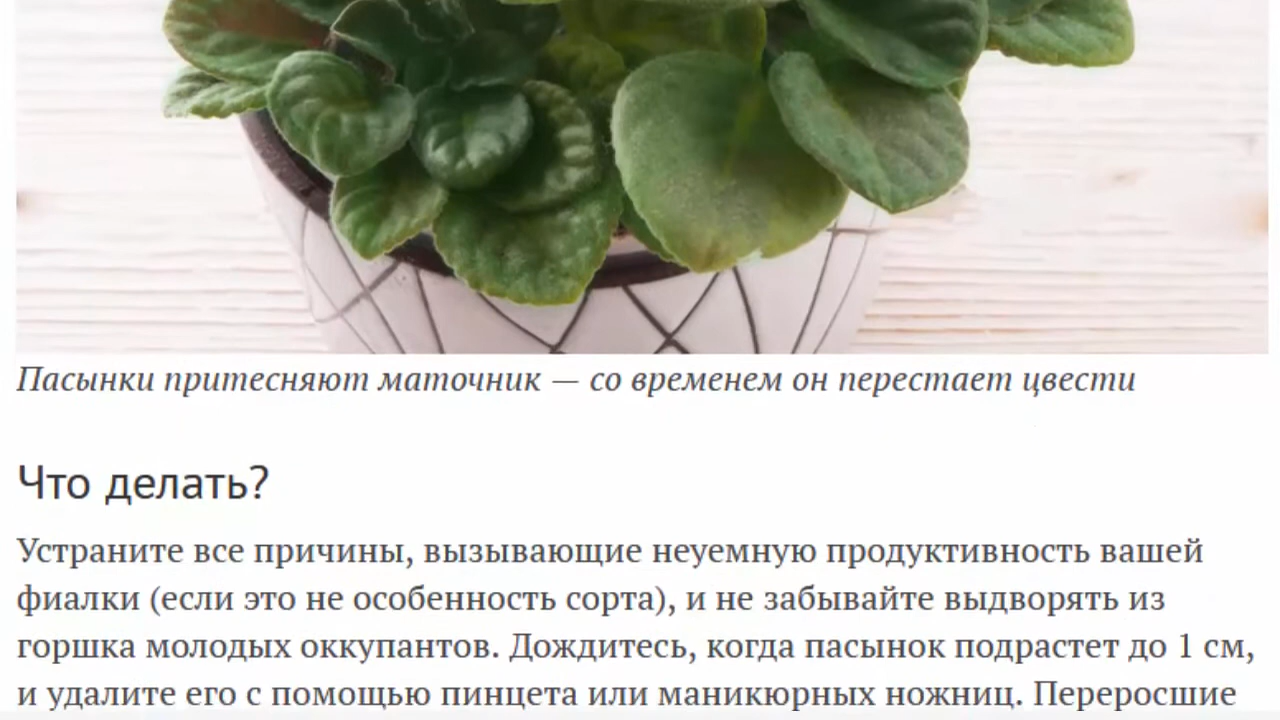 Пасынки притесняют маточник — со временем он перестает цвести
Что делать?
Устраните все причины, вызывающие неуемную продуктивность вашей
фиалки (если это не особенность сорта), и не забывайте выдворять из
горшка молодых оккупантов. Дождитесь, когда пасынок подрастет до 1 см,
и удалите его с помощью пинцета или маникюрных ножниц. Переросшие